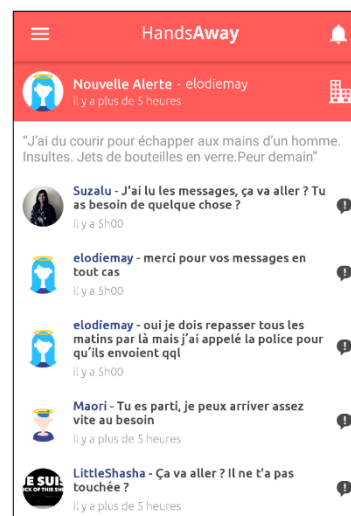 HandsAway
Nouvelle Alerte - elodiemay
il y a plus de 5 heures
“J’ai du courir pour échapper aux mains d’un homme.
Insultes. Jets de bouteilles en verre.Peur demain”
Suzalu - J’ai lu les messages, ça va aller ? Tu
as besoin de quelque chose ?
il y a 5h00
elodiemay - merci pour vos messages en
tout cas
il y a 5h00
elodiemay - oui je dois repasser tous les
matins par là mais j’ai appelé la police pour
qu’ils envoient qql
il y a 5h00
Maori - Tu es parti, je peux arriver assez
vite au besoin
il y a plus de 5 heures
LittleShasha - Ça va aller ? Il ne t’a pas
touchée ?
il y a plus de 5 heures
E SUIS
CK OF THIS SH